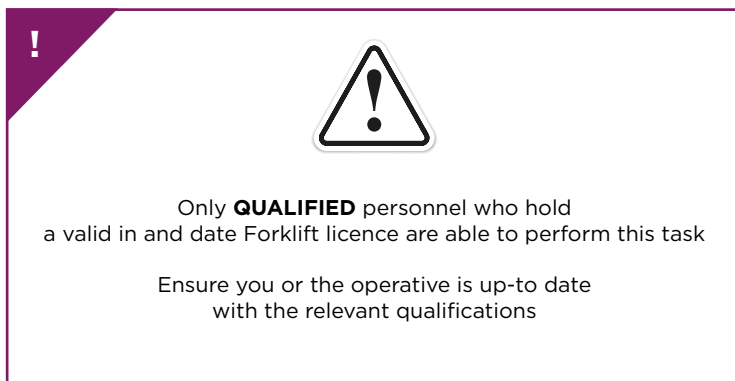 !
!
Only QUALIFIED personnel who hold
a valid in and date Forklift licence are able to perform this task
Ensure you or the operative is up-to date
with the relevant qualifications